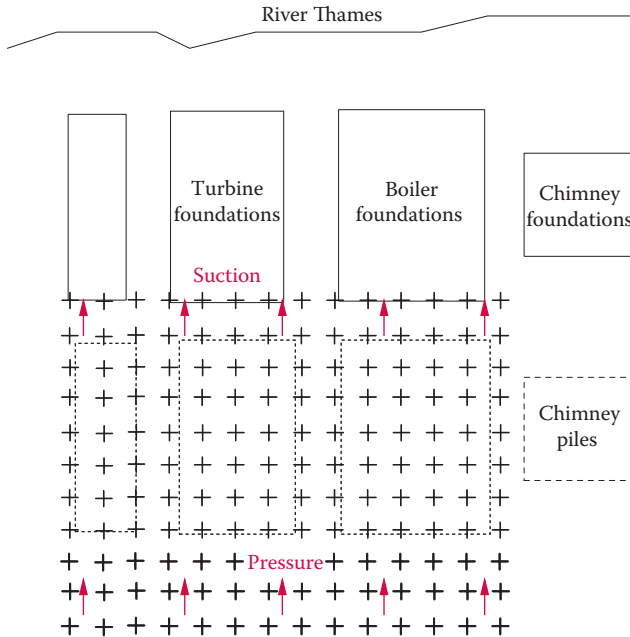 River Thames
Turbine
foundations
Boiler
foundations
Chimney
foundations
Suction
Chimney
piles
Pressure